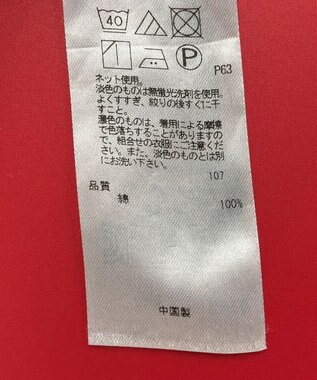 40
P
P63
ネット使用。
淡色のものは無蛍光洗剤を使用。
よくすすぎ、絞りの後すぐに干
すこと。
濃色のものは、着用による摩擦
で色落ちすることがありますの
で、組合せの衣服にご注意くだ
さい。また、淡色のものとは別
にお洗い下さい。
107
品質
綿 100%
中国製